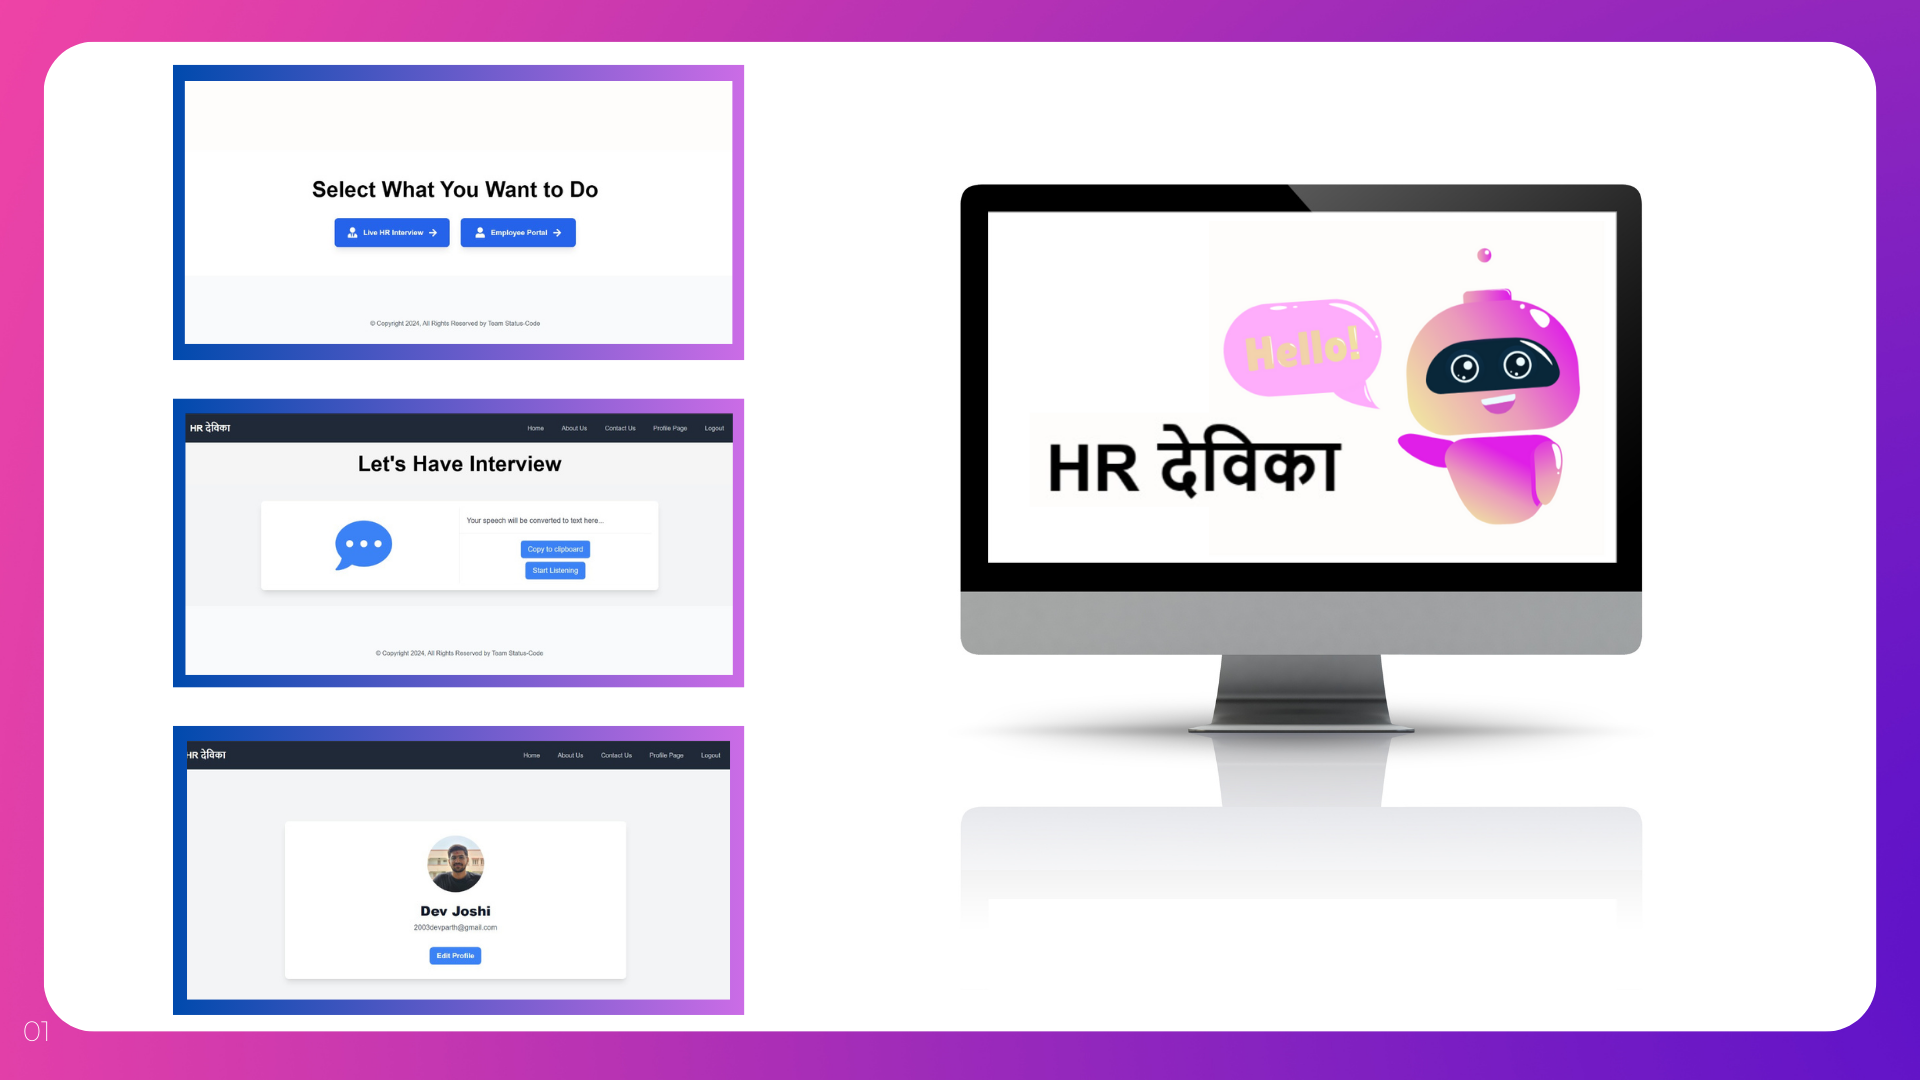 Select What You Want to Do
Live HR Interview
Employee Portal
© Copyright 2024, All Rights Reserved by Team Status-Code
HR देविका
Home About Us Contact Us Profile Page Logout
Let's Have Interview
Your speech will be converted to text here...
Copy to clipboard
Start Listening
© Copyright 2024, All Rights Reserved by Team Status-Code
HR देविका
Home About Us Contact Us Profile Page Logout
Dev Joshi
2003devparth@gmail.com
Edit Profile
Hello!
HR देविका
01